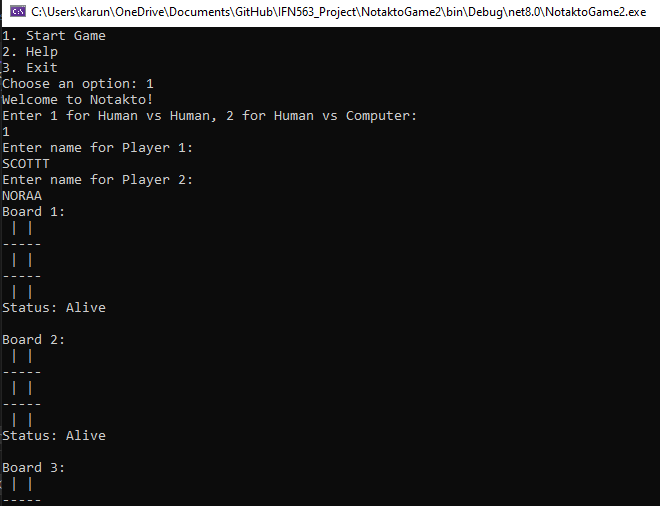 C:\Users\karun\OneDrive\Documents\GitHub\IFN563_Project\NotaktoGame2\bin\Debug\net8.0\NotaktoGame2.exe
1. Start Game
2. Help
3. Exit
Choose an option: 1
Welcome to Notakto!
Enter 1 for Human vs Human, 2 for Human vs Computer:
1
Enter name for Player 1:
SCOTTT
Enter name for Player 2:
NORAA
Board 1:
 | |
-----
 | |
-----
 | |
Status: Alive

Board 2:
 | |
-----
 | |
-----
 | |
Status: Alive

Board 3:
 | |
-----